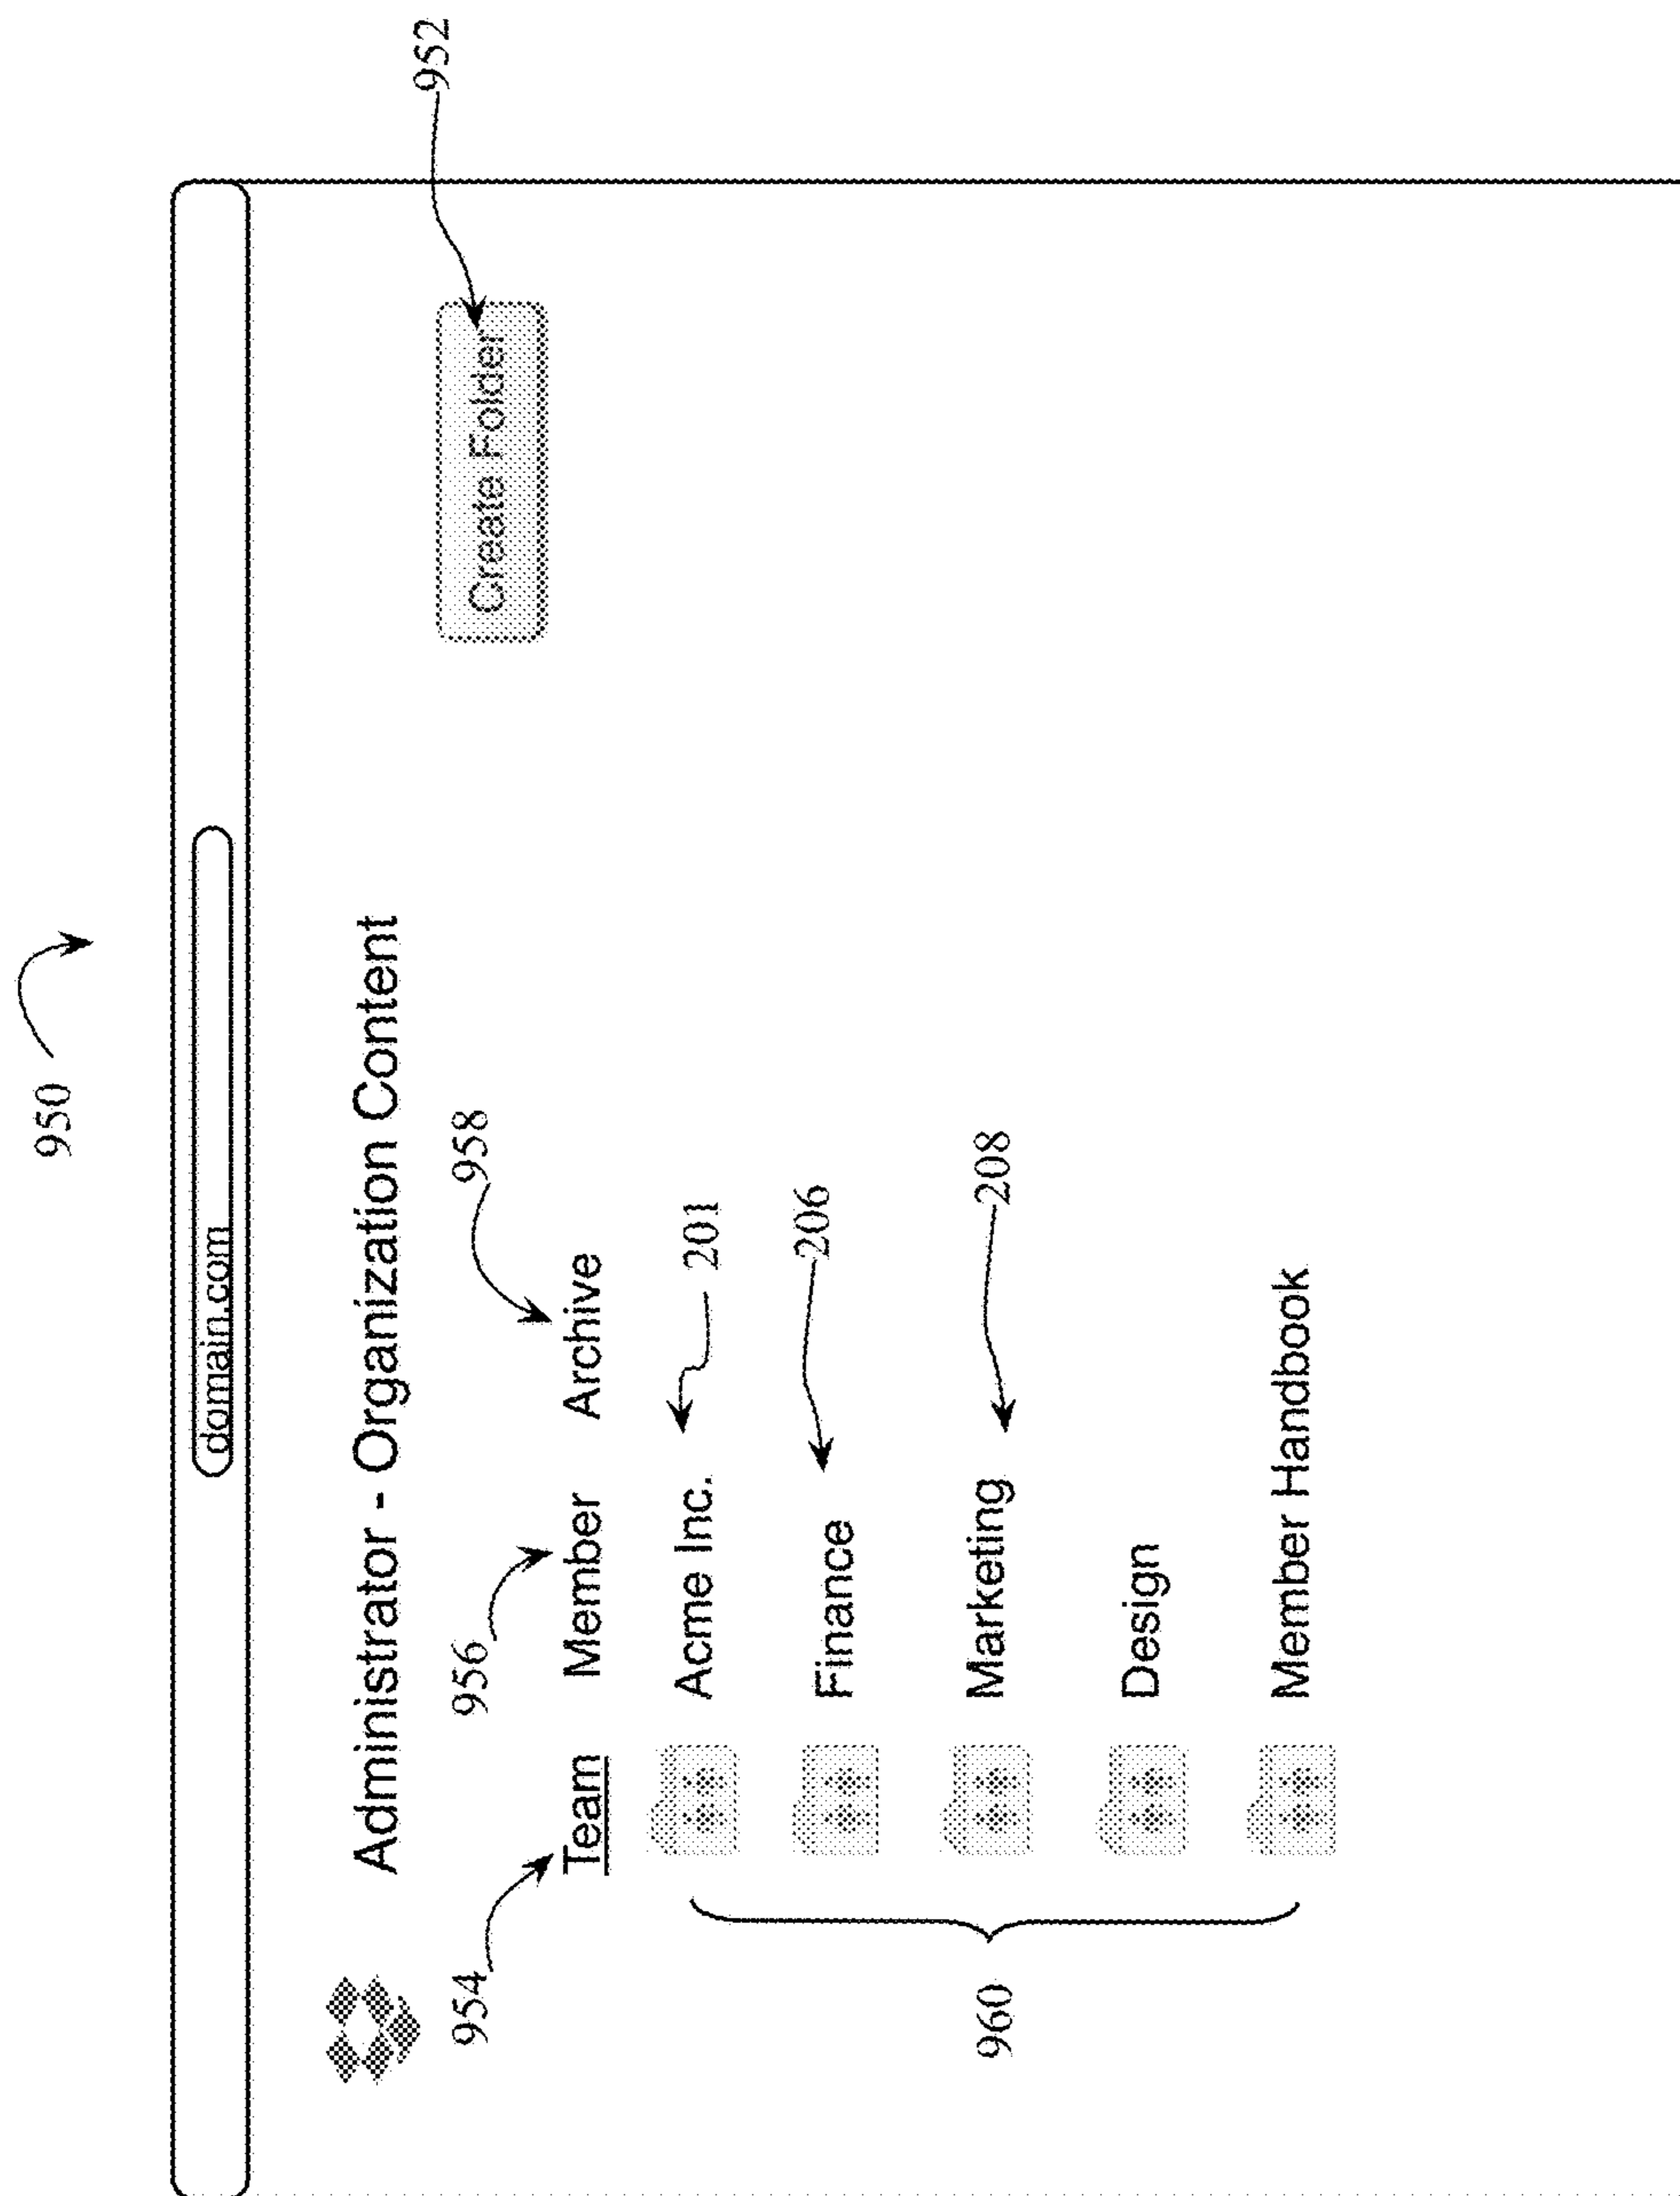 950
952
domain.com
Administrator - Organization Content
954
956
958
Create Folder
Team Member Archive
Acme Inc. 201
Finance 206
Marketing 208
960
Design
Member Handbook